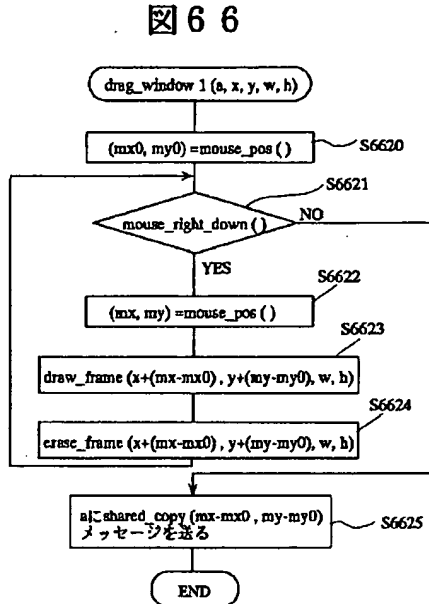 図66
drag_window 1 (a, x, y, w, h)
(mx0, my0) =mouse_pos ( )
S6620
S6621
mouse_right_down ( )
NO
YES
S6622
(mx, my) =mouse_pos ( )
S6623
draw_frame (x+(mx-mx0) , y+(my-my0), w, h)
S6624
erase_frame (x+(mx-mx0) , y+(my-my0), w, h)
aにshared_copy (mx-mx0 , my-my0)
メッセージを送る
S6625
END